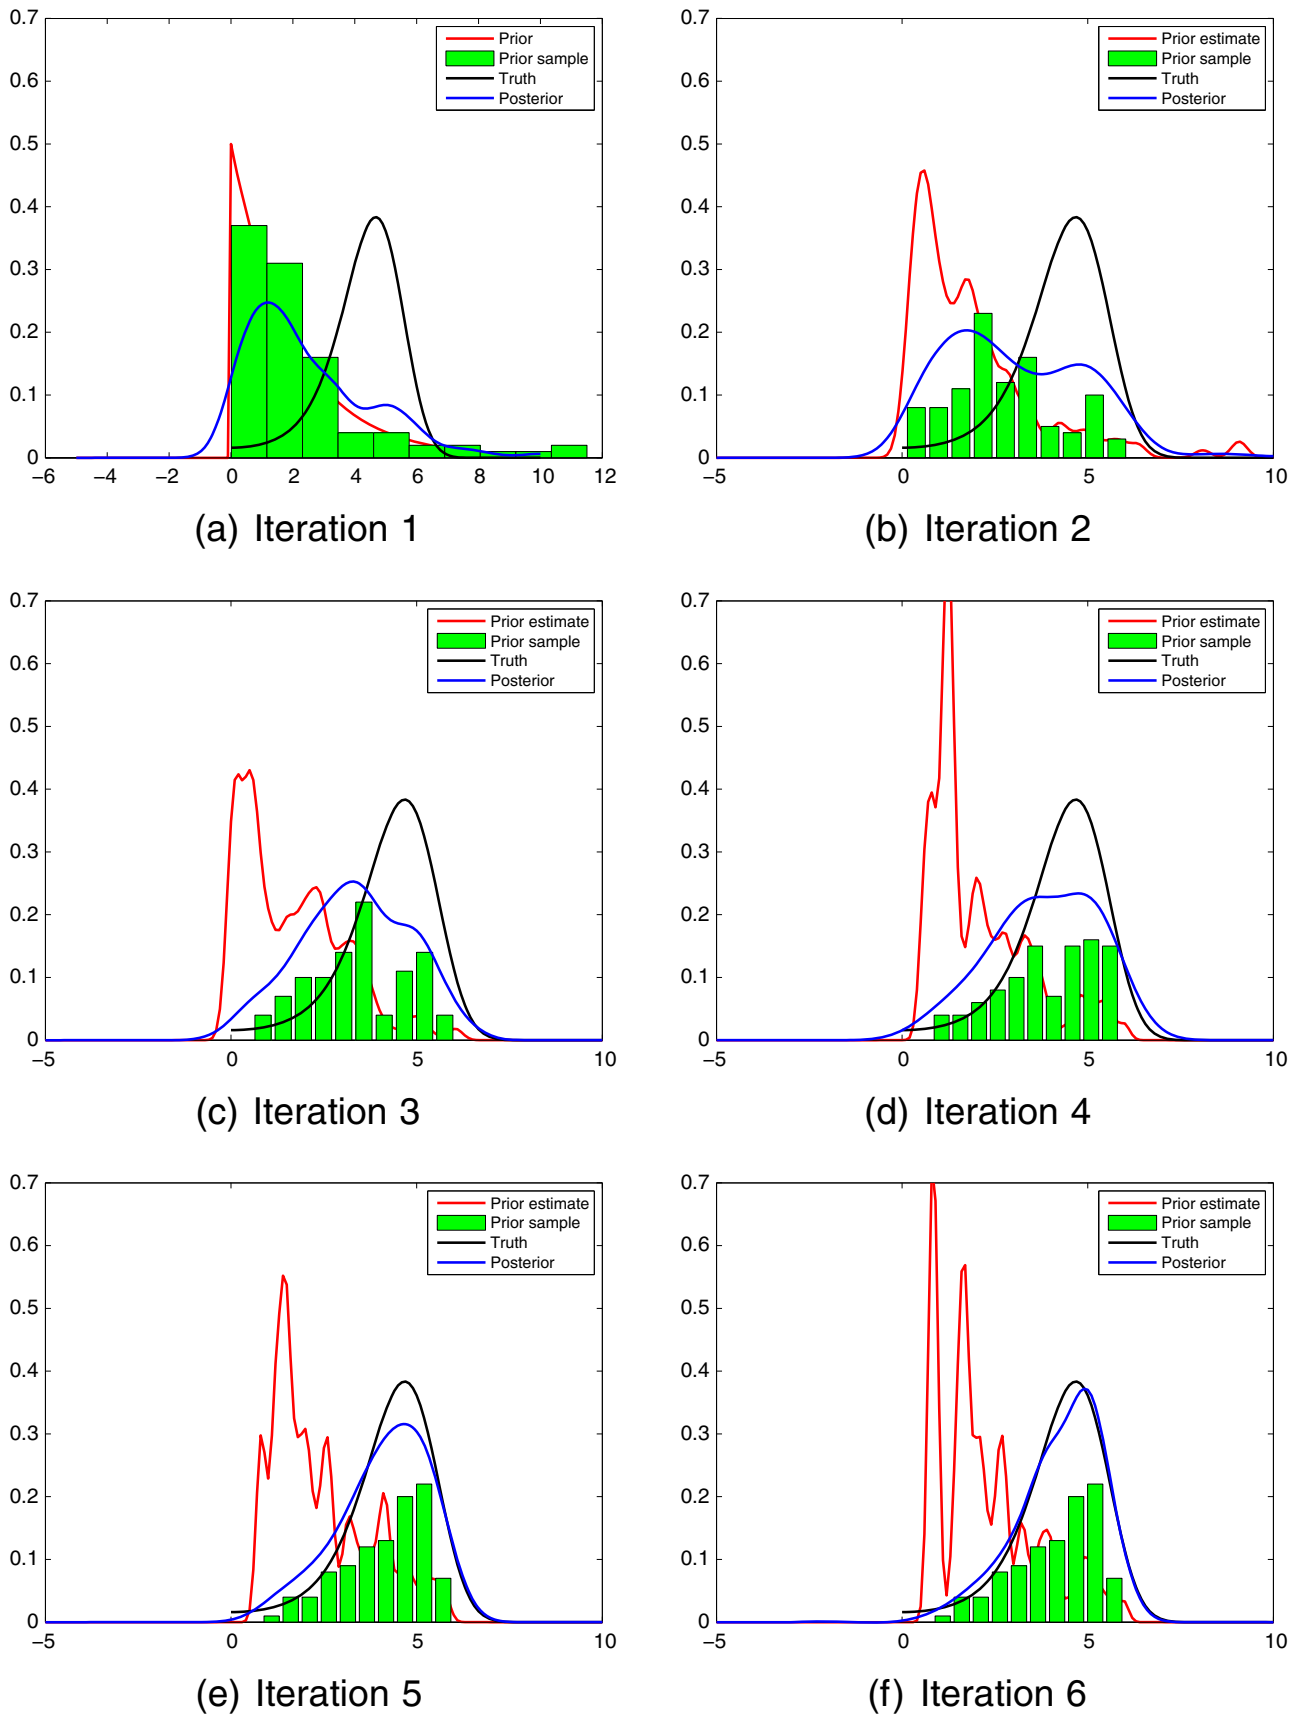 0.7
0.6
0.5
0.4
0.3
0.2
0.1
0
−6 −4 −2 0 2 4 6 8 10 12
Prior
Prior sample
Truth
Posterior
(a) Iteration 1
0.7
0.6
0.5
0.4
0.3
0.2
0.1
0
−5 0 5 10
Prior estimate
Prior sample
Truth
Posterior
(b) Iteration 2
0.7
0.6
0.5
0.4
0.3
0.2
0.1
0
−5 0 5 10
Prior estimate
Prior sample
Truth
Posterior
(c) Iteration 3
0.7
0.6
0.5
0.4
0.3
0.2
0.1
0
−5 0 5 10
Prior estimate
Prior sample
Truth
Posterior
(d) Iteration 4
0.7
0.6
0.5
0.4
0.3
0.2
0.1
0
−5 0 5 10
Prior estimate
Prior sample
Truth
Posterior
(e) Iteration 5
0.7
0.6
0.5
0.4
0.3
0.2
0.1
0
−5 0 5 10
Prior estimate
Prior sample
Truth
Posterior
(f) Iteration 6